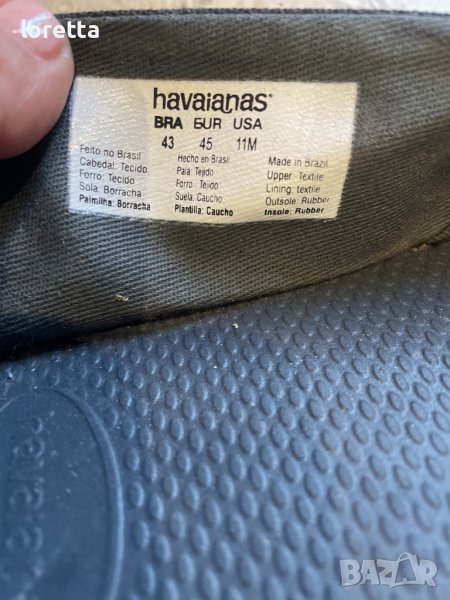 loretta
havaianas®
BRA EUR USA
43 45 11M
Feito no Brasil
Cabedal: Tecido
Forro: Tecido
Sola: Borracha
Palmilha: Borracha
Hecho en Brasil
Pala: Tejido
Forro: Tejido
Suela: Caucho
Plantilla: Caucho
Made in Brazil
Upper: Textile
Lining: textile
Outsole: Rubber
Insole: Rubber
BAZAR